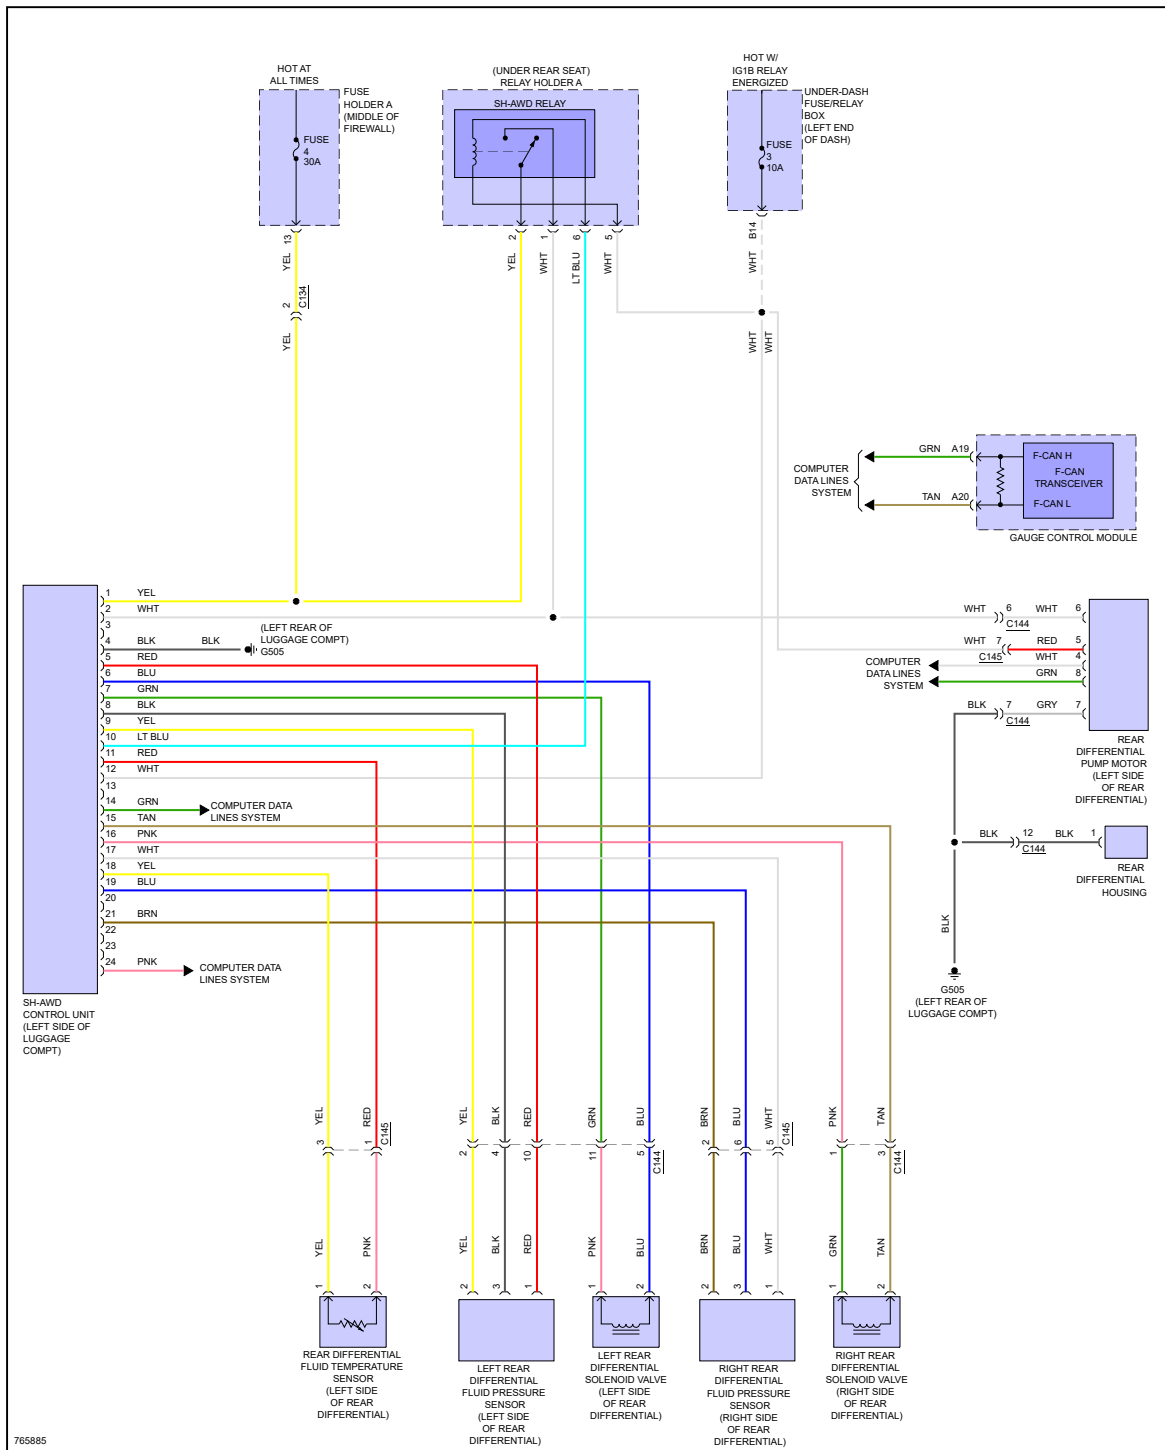 HOT AT
ALL TIMES
FUSE
HOLDER A
(MIDDLE OF
FIREWALL)
FUSE
4
30A
(UNDER REAR SEAT)
RELAY HOLDER A
SH-AWD RELAY
HOT W/
IG1B RELAY
ENERGIZED
UNDER-DASH
FUSE/RELAY
BOX
(LEFT END
OF DASH)
FUSE
3
10A
13
YEL
2
C134
YEL
2
YEL
1
WHT
6
LT BLU
5
WHT
B14
WHT
WHT
WHT
COMPUTER
DATA LINES
SYSTEM
GRN A19
TAN A20
F-CAN H
F-CAN
TRANSCEIVER
F-CAN L
GAUGE CONTROL MODULE
1 YEL
2 WHT
3
4 BLK BLK
(LEFT REAR OF
LUGGAGE COMPT)
G505
5 RED
6 BLU
7 GRN
8 BLK
9 YEL
10 LT BLU
11 RED
12 WHT
13
14 GRN
COMPUTER DATA
LINES SYSTEM
15 TAN
16 PNK
17 WHT
18 YEL
19 BLU
20
21 BRN
22
23
24 PNK
COMPUTER DATA
LINES SYSTEM
SH-AWD
CONTROL UNIT
(LEFT SIDE OF
LUGGAGE
COMPT)
WHT 6 WHT 6
C144
WHT 7 RED 5
C145
WHT 4
GRN 8
COMPUTER
DATA LINES
SYSTEM
BLK 7 GRY 7
C144
REAR
DIFFERENTIAL
PUMP MOTOR
(LEFT SIDE
OF REAR
DIFFERENTIAL)
BLK 12 BLK 1
C144
REAR
DIFFERENTIAL
HOUSING
BLK
G505
(LEFT REAR OF
LUGGAGE COMPT)
YEL
3
RED
1
C145
YEL
2
BLK
4
RED
10
GRN
11
BLU
5
C144
BRN
2
BLU
6
WHT
5
C145
PNK
1
TAN
3
C144
YEL
1
PNK
2
YEL
2
BLK
3
RED
1
PNK
1
BLU
2
BRN
2
BLU
3
WHT
1
GRN
1
TAN
2
REAR DIFFERENTIAL
FLUID TEMPERATURE
SENSOR
(LEFT SIDE
OF REAR
DIFFERENTIAL)
LEFT REAR
DIFFERENTIAL
FLUID PRESSURE
SENSOR
(LEFT SIDE
OF REAR
DIFFERENTIAL)
LEFT REAR
DIFFERENTIAL
SOLENOID VALVE
(LEFT SIDE
OF REAR
DIFFERENTIAL)
RIGHT REAR
DIFFERENTIAL
FLUID PRESSURE
SENSOR
(RIGHT SIDE
OF REAR
DIFFERENTIAL)
RIGHT REAR
DIFFERENTIAL
SOLENOID VALVE
(RIGHT SIDE
OF REAR
DIFFERENTIAL)
765885